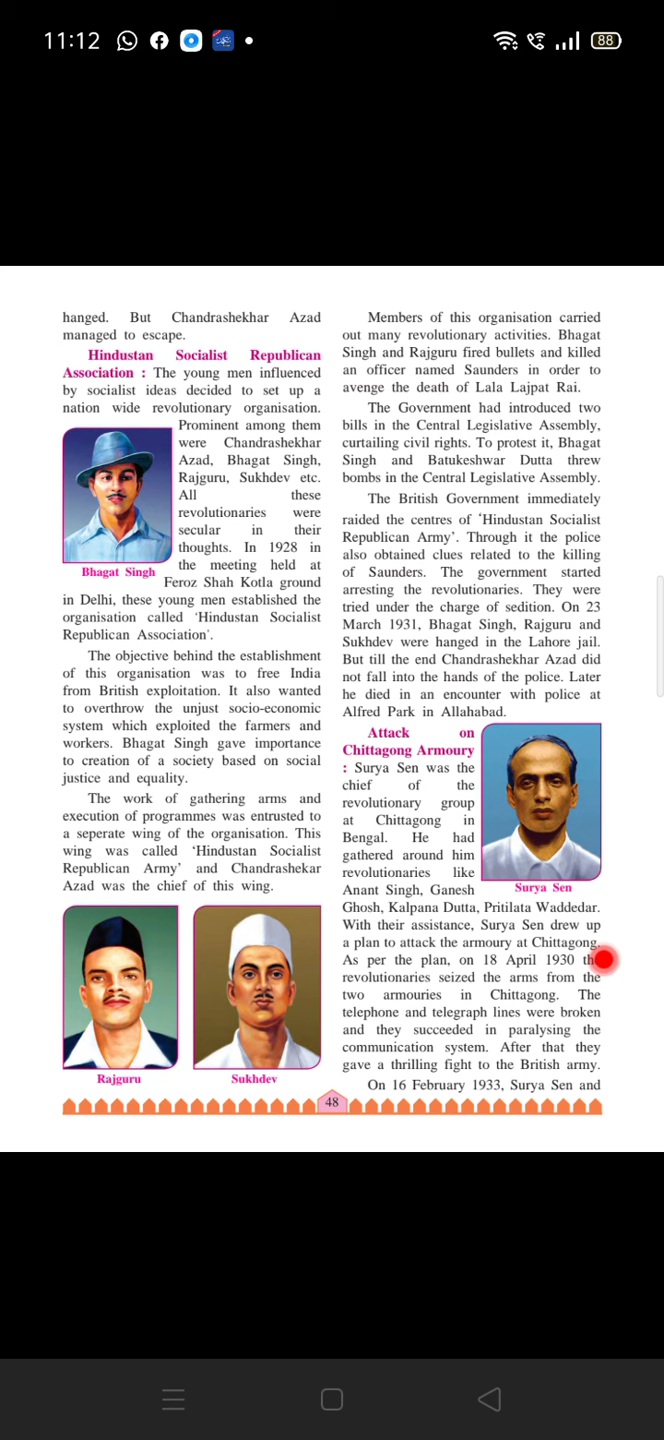 11:12
88
hanged. But Chandrashekhar Azad
managed to escape.
Hindustan Socialist Republican
Association : The young men influenced
by socialist ideas decided to set up a
nation wide revolutionary organisation.
Prominent among them
were Chandrashekhar
Azad, Bhagat Singh,
Rajguru, Sukhdev etc.
All these
revolutionaries were
secular in their
thoughts. In 1928 in
the meeting held at
Bhagat Singh
Feroz Shah Kotla ground
in Delhi, these young men established the
organisation called 'Hindustan Socialist
Republican Association'.
The objective behind the establishment
of this organisation was to free India
from British exploitation. It also wanted
to overthrow the unjust socio-economic
system which exploited the farmers and
workers. Bhagat Singh gave importance
to creation of a society based on social
justice and equality.
The work of gathering arms and
execution of programmes was entrusted to
a seperate wing of the organisation. This
wing was called 'Hindustan Socialist
Republican Army' and Chandrashekar
Azad was the chief of this wing.
Rajguru
Sukhdev
Members of this organisation carried
out many revolutionary activities. Bhagat
Singh and Rajguru fired bullets and killed
an officer named Saunders in order to
avenge the death of Lala Lajpat Rai.
The Government had introduced two
bills in the Central Legislative Assembly,
curtailing civil rights. To protest it, Bhagat
Singh and Batukeshwar Dutta threw
bombs in the Central Legislative Assembly.
The British Government immediately
raided the centres of 'Hindustan Socialist
Republican Army'. Through it the police
also obtained clues related to the killing
of Saunders. The government started
arresting the revolutionaries. They were
tried under the charge of sedition. On 23
March 1931, Bhagat Singh, Rajguru and
Sukhdev were hanged in the Lahore jail.
But till the end Chandrashekhar Azad did
not fall into the hands of the police. Later
he died in an encounter with police at
Alfred Park in Allahabad.
Attack on
Chittagong Armoury
: Surya Sen was the
chief of the
revolutionary group
at Chittagong in
Bengal. He had
gathered around him
revolutionaries like
Anant Singh, Ganesh
Surya Sen
Ghosh, Kalpana Dutta, Pritilata Waddedar.
With their assistance, Surya Sen drew up
a plan to attack the armoury at Chittagong.
As per the plan, on 18 April 1930 the
revolutionaries seized the arms from the
two armouries in Chittagong. The
telephone and telegraph lines were broken
and they succeeded in paralysing the
communication system. After that they
gave a thrilling fight to the British army.
On 16 February 1933, Surya Sen and
48